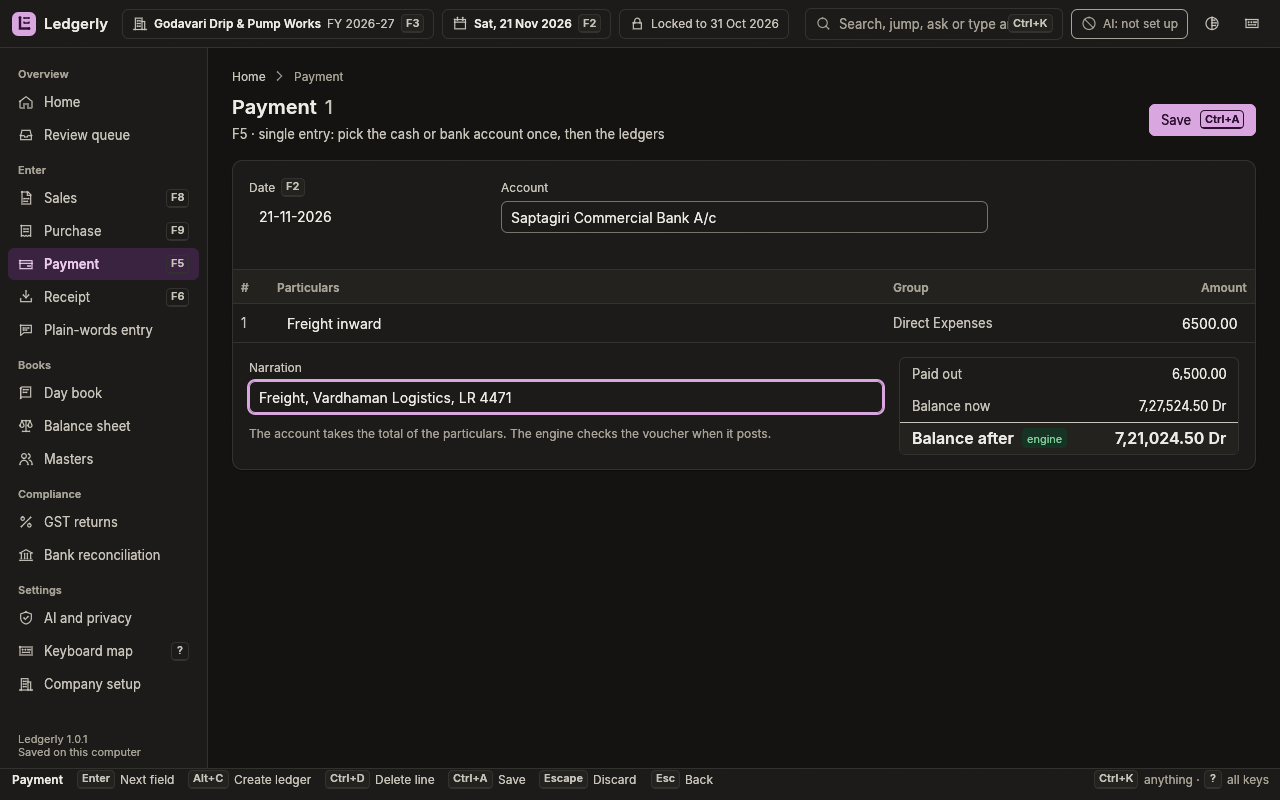 Ledgerly
Godavari Drip & Pump Works FY 2026-27 F3
Sat, 21 Nov 2026 F2
Locked to 31 Oct 2026
Search, jump, ask or type a Ctrl+K
AI: not set up
Overview
Home
Review queue
Enter
Sales F8
Purchase F9
Payment F5
Receipt F6
Plain-words entry
Books
Day book
Balance sheet
Masters
Compliance
GST returns
Bank reconciliation
Settings
AI and privacy
Keyboard map ?
Company setup
Ledgerly 1.0.1
Saved on this computer
Home Payment
Payment 1
F5 · single entry: pick the cash or bank account once, then the ledgers
Save Ctrl+A
Date F2 Account
21-11-2026 Saptagiri Commercial Bank A/c
# Particulars Group Amount
1 Freight inward Direct Expenses 6500.00
Narration
Freight, Vardhaman Logistics, LR 4471
The account takes the total of the particulars. The engine checks the voucher when it posts.
Paid out 6,500.00
Balance now 7,27,524.50 Dr
Balance after engine 7,21,024.50 Dr
Payment Enter Next field Alt+C Create ledger Ctrl+D Delete line Ctrl+A Save Escape Discard Esc Back Ctrl+K anything · ? all keys